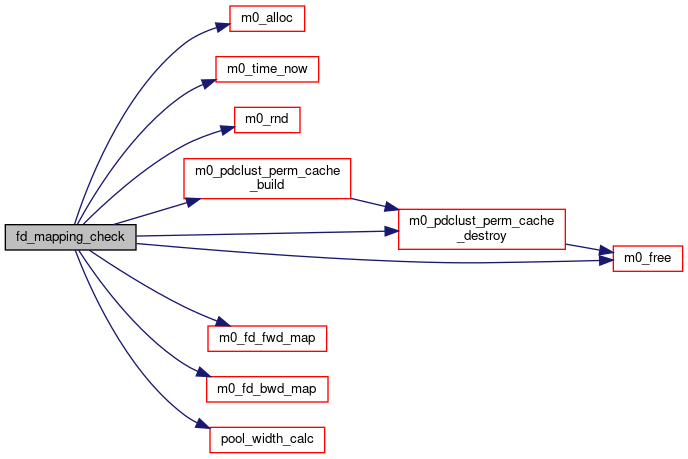 m0_alloc
m0_time_now
m0_rnd
m0_pdclust_perm_cache
_build
m0_pdclust_perm_cache
_destroy
fd_mapping_check
m0_free
m0_fd_fwd_map
m0_fd_bwd_map
pool_width_calc